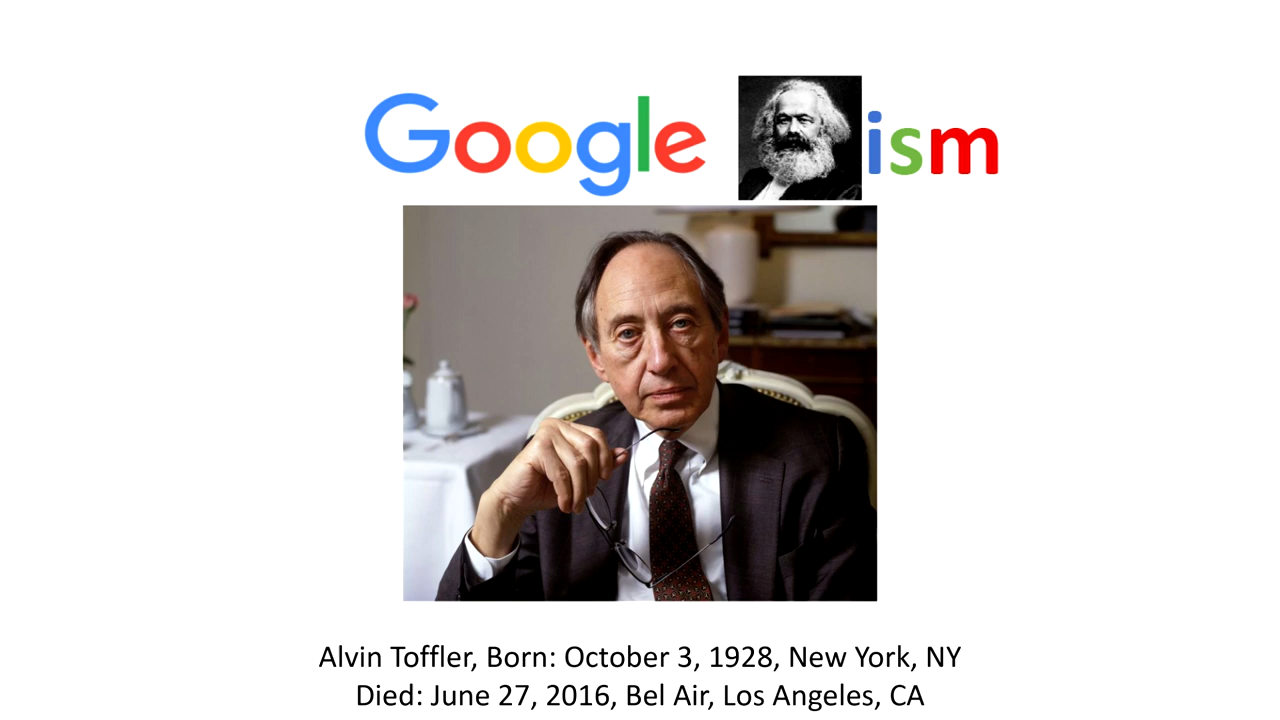 Google ism
Alvin Toffler, Born: October 3, 1928, New York, NY
Died: June 27, 2016, Bel Air, Los Angeles, CA